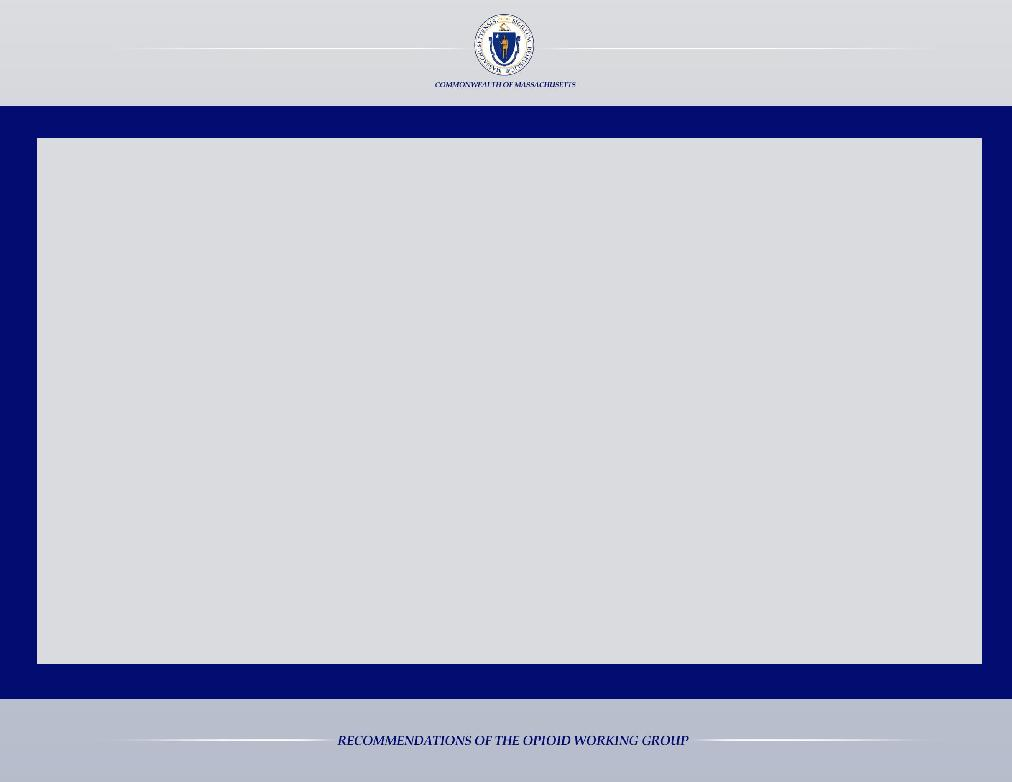 COMMONWEALTH OF MASSACHUSETTS
RECOMMENDATIONS OF THE OPIOID WORKING GROUP